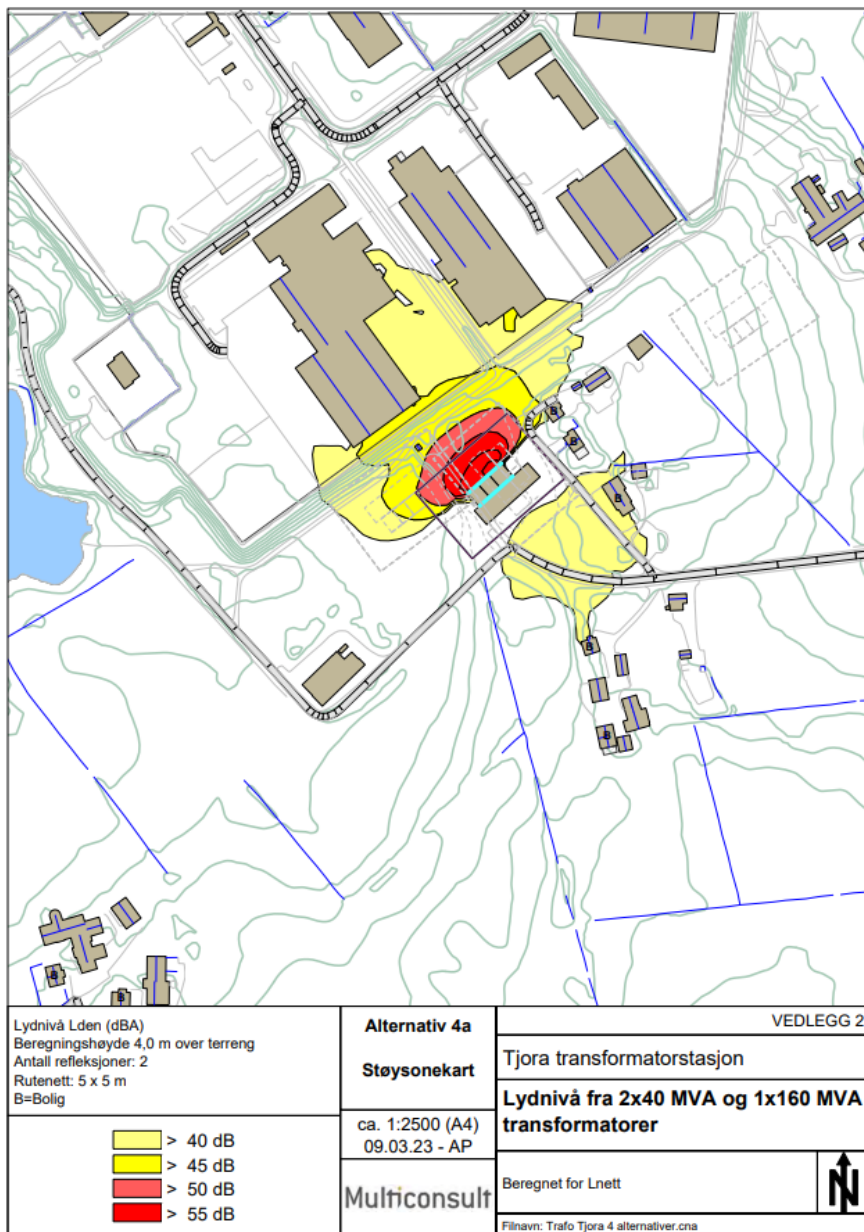 B
B
B
B
B
B
B
Lydnivå Lden (dBA)
Beregningshøyde 4,0 m over terreng
Antall refleksjoner: 2
Rutenett: 5 x 5 m
B=Bolig
> 40 dB
> 45 dB
> 50 dB
> 55 dB
Alternativ 4a
Støysonekart
ca. 1:2500 (A4)
09.03.23 - AP
Multiconsult
VEDLEGG 2
Tjora transformatorstasjon
Lydnivå fra 2x40 MVA og 1x160 MVA
transformatorer
Beregnet for Lnett
N
Filnavn: Trafo Tjora 4 alternativer.cna